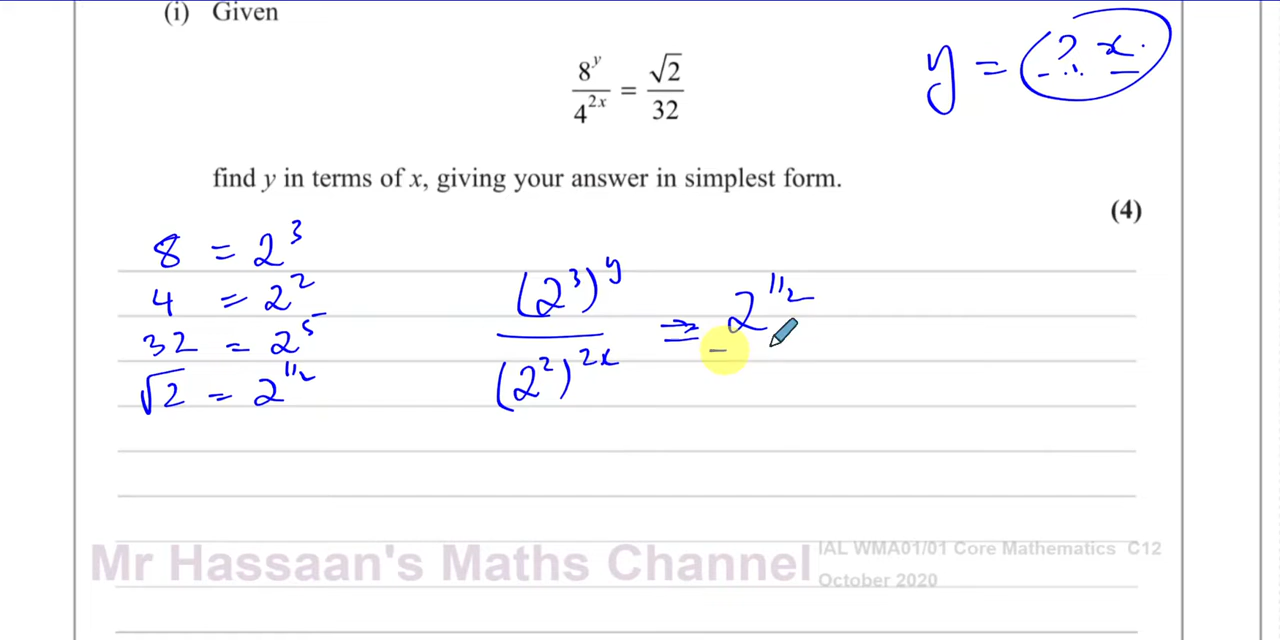 (i) Given
y = (? x.
8^y / 4^{2x} = √2 / 32
find y in terms of x, giving your answer in simplest form.
(4)
8 = 2^3
4 = 2^2
32 = 2^5
√2 = 2^{1/2}
(2^3)^y / (2^2)^{2x} = 2^{1/2}
Mr Hassaan's Maths Channel
IAL WMA01/01 Core Mathematics C12
October 2020